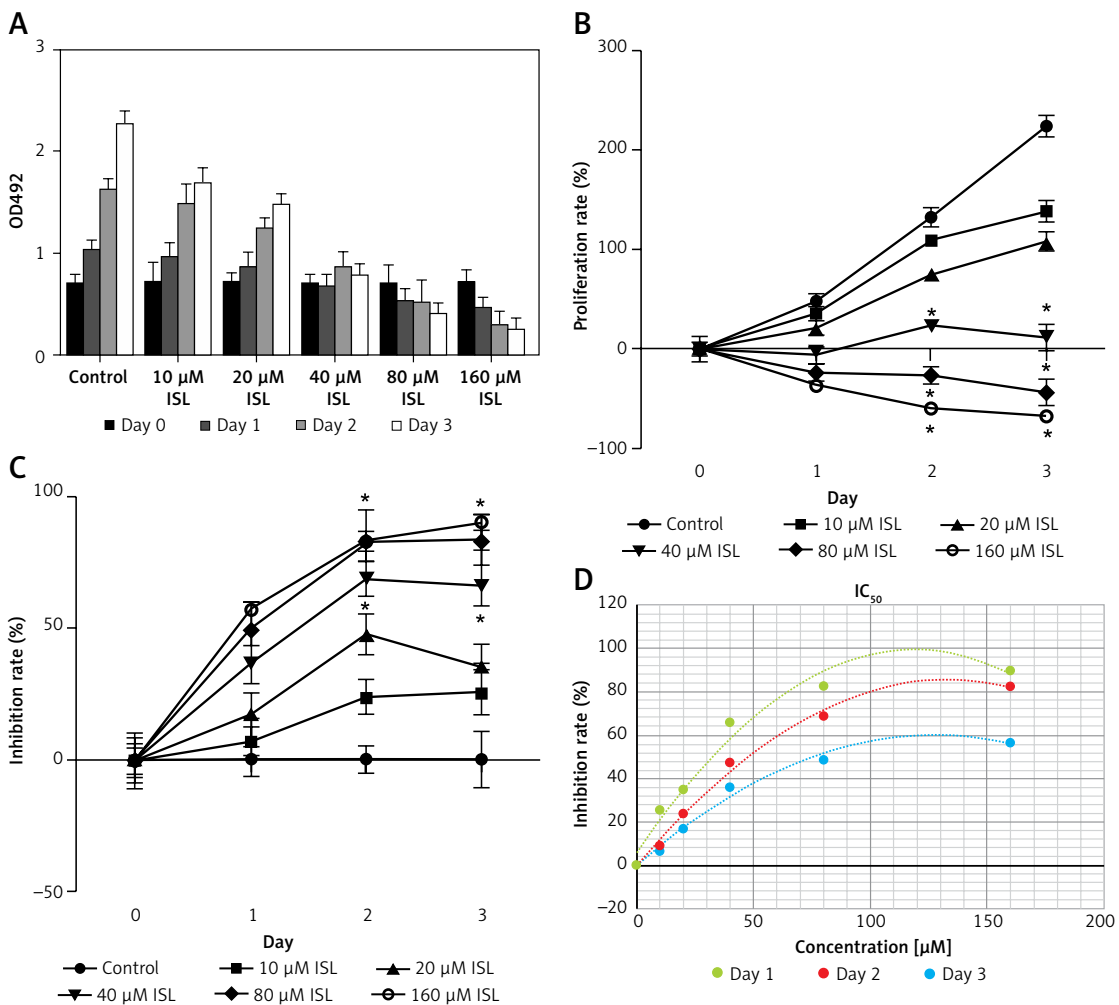 A
3
2
1
0
OD492
Control 10 µM ISL 20 µM ISL 40 µM ISL 80 µM ISL 160 µM ISL
Day 0 Day 1 Day 2 Day 3
B
300
200
100
0
−100
Proliferation rate (%)
* *
*
* 
* *
0 1 2 3
Day
Control 10 µM ISL 20 µM ISL
40 µM ISL 80 µM ISL 160 µM ISL
C
100
50
0
−50
Inhibition rate (%)
* *
* *
0 1 2 3
Day
Control 10 µM ISL 20 µM ISL
40 µM ISL 80 µM ISL 160 µM ISL
D
IC₅₀
120
100
80
60
40
20
0
−20
Inhibition rate (%)
0 50 100 150 200
Concentration [µM]
Day 1 Day 2 Day 3